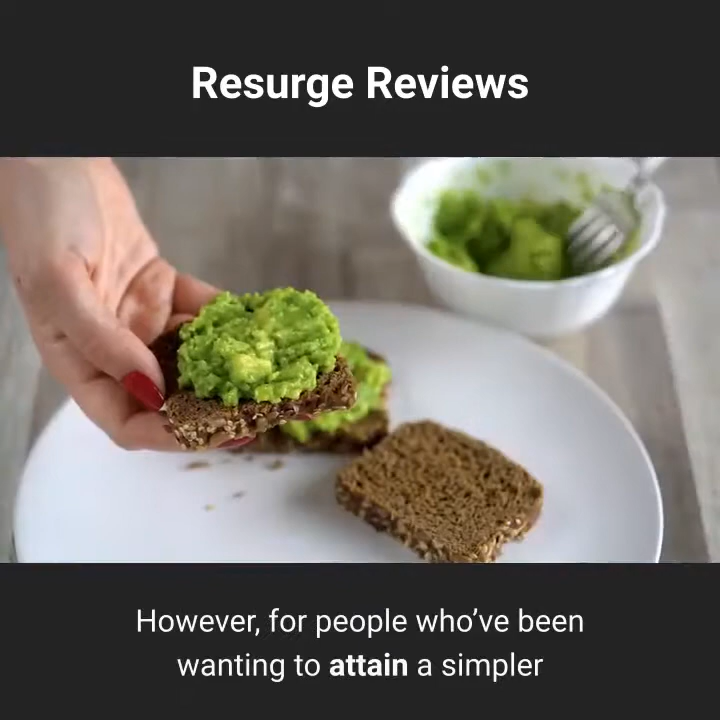 Resurge Reviews
However, for people who’ve been
wanting to attain a simpler